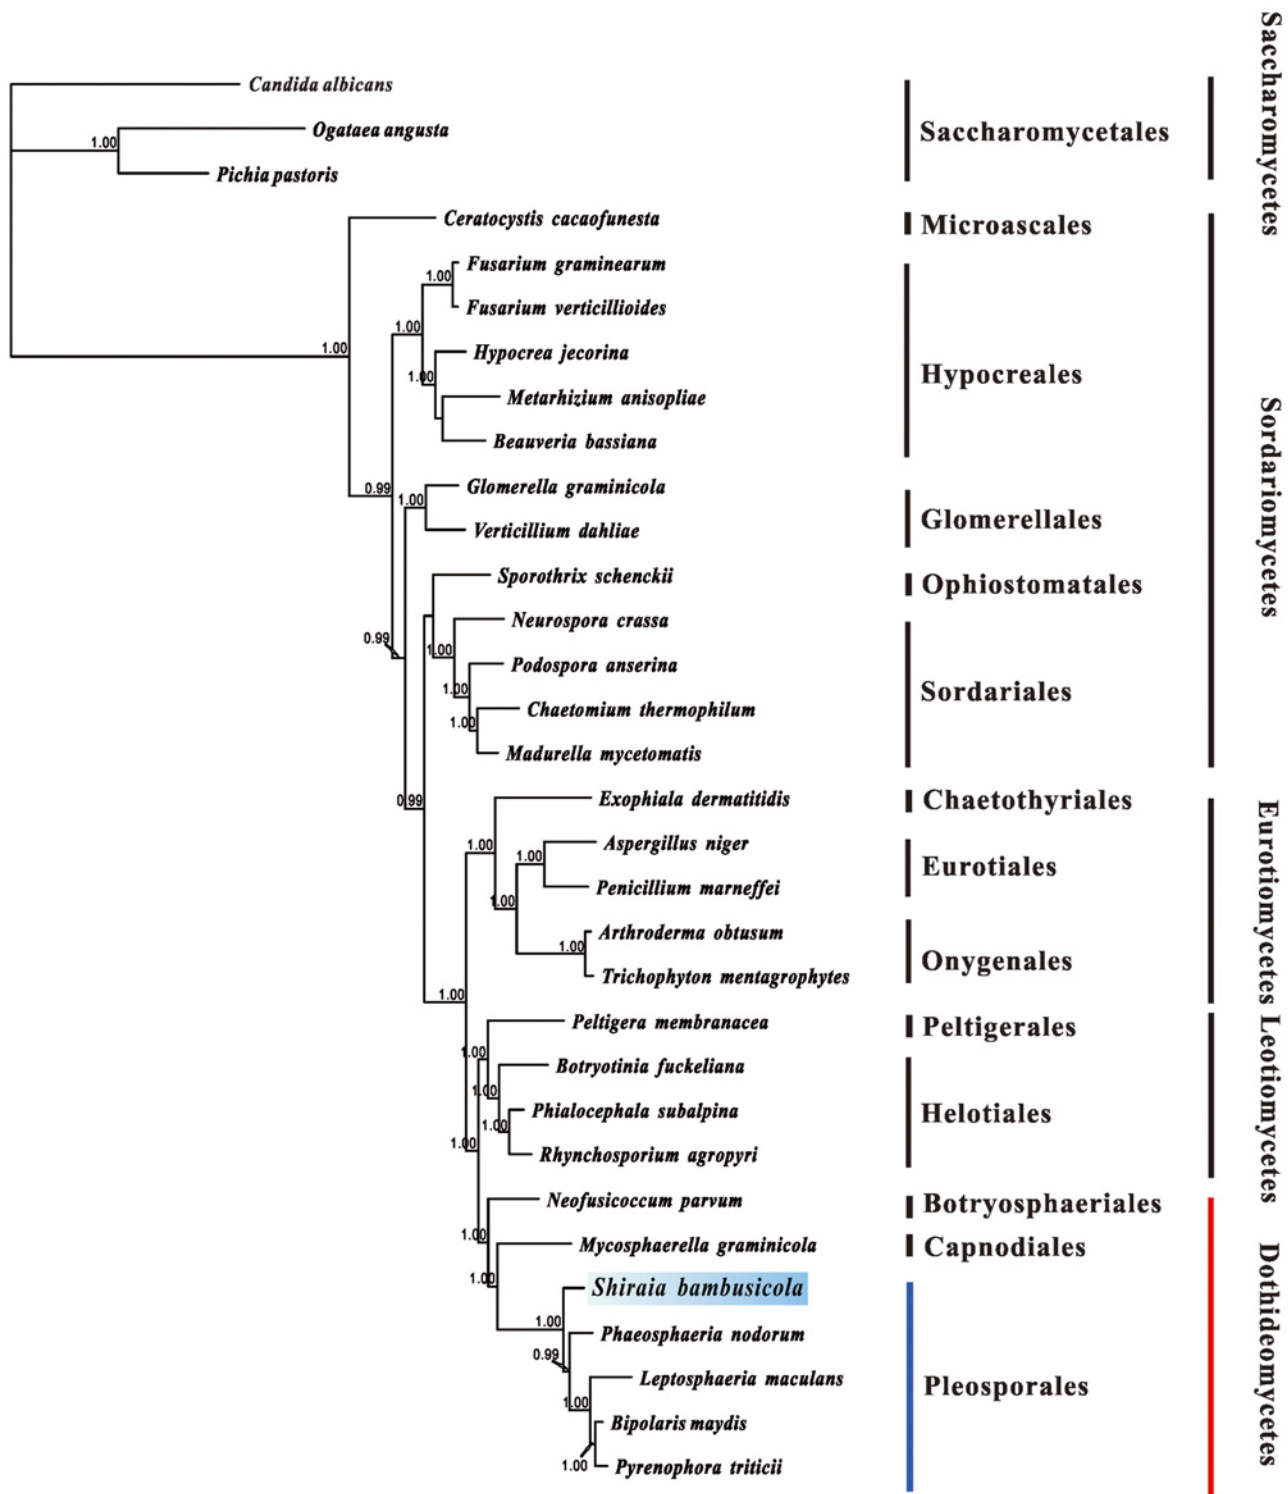 Saccharomycetes
Candida albicans
1.00
Ogataea angusta
Saccharomycetales
Pichia pastoris
Ceratocystis cacaofunesta
Microascales
1.00
Fusarium graminearum
1.00
Fusarium verticillioides
1.00
Hypocrea jecorina
1.00
Hypocreales
Metarhizium anisopliae
Sordariomycetes
Beauveria bassiana
0.99
1.00
Glomerella graminicola
Glomerellales
Verticillium dahliae
Sporothrix schenckii
Ophiostomatales
Neurospora crassa
0.99
1.00
Podospora anserina
1.00
Sordariales
Chaetomium thermophilum
1.00
Madurella mycetomatis
0.99
Exophiala dermatitidis
Chaetothyriales
1.00
Aspergillus niger
1.00
Eurotiales
Penicillium marneffei
1.00
Eurotiomycetes
Arthroderma obtusum
1.00
Onygenales
Trichophyton mentagrophytes
1.00
Peltigera membranacea
Peltigerales
1.00
Botryotinia fuckeliana
1.00
Phialocephala subalpina
Helotiales
Leotiomycetes
1.00
1.00
Rhynchosporium agropyri
Neofusicoccum parvum
Botryosphaeriales
1.00
Mycosphaerella graminicola
Capnodiales
1.00
Shiraia bambusicola
1.00
Phaeosphaeria nodorum
0.99
Dothideomycetes
Leptosphaeria maculans
Pleosporales
1.00
Bipolaris maydis
1.00
Pyrenophora triticii